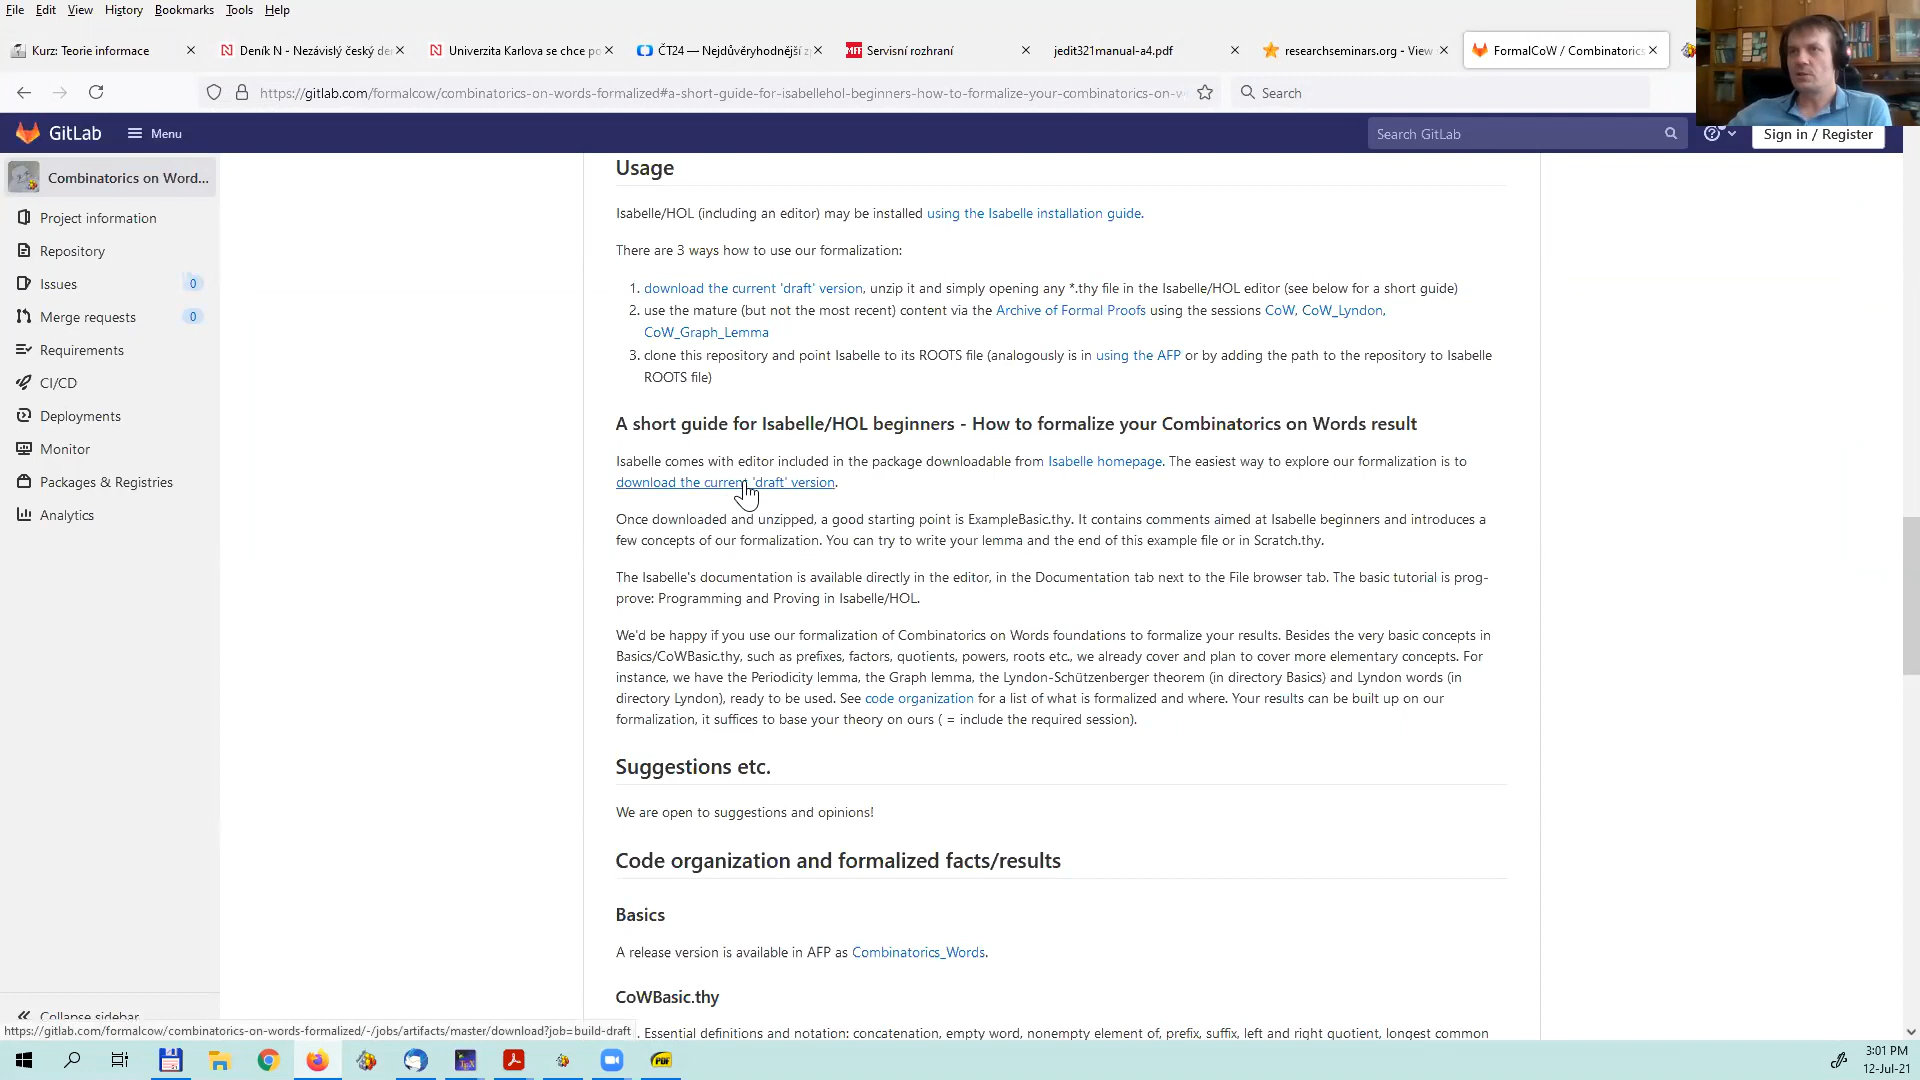 File Edit View History Bookmarks Tools Help
Kurz: Teorie informace
Deník N - Nezávislý český de
Univerzita Karlova se chce po
ČT24 — Nejdůvěryhodnější z
Servisní rozhraní
jedit321manual-a4.pdf
researchseminars.org - View
FormalCoW / Combinatorics
https://gitlab.com/formalcow/combinatorics-on-words-formalized#a-short-guide-for-isabellehol-beginners-how-to-formalize-your-combinatorics-on-w
Search
GitLab
Menu
Search GitLab
Sign in / Register
Combinatorics on Word...
Project information
Repository
Issues 0
Merge requests 0
Requirements
CI/CD
Deployments
Monitor
Packages & Registries
Analytics
Collapse sidebar
Usage
Isabelle/HOL (including an editor) may be installed using the Isabelle installation guide.
There are 3 ways how to use our formalization:
1. download the current 'draft' version, unzip it and simply opening any *.thy file in the Isabelle/HOL editor (see below for a short guide)
2. use the mature (but not the most recent) content via the Archive of Formal Proofs using the sessions CoW, CoW_Lyndon,
CoW_Graph_Lemma
3. clone this repository and point Isabelle to its ROOTS file (analogously is in using the AFP or by adding the path to the repository to Isabelle
ROOTS file)
A short guide for Isabelle/HOL beginners - How to formalize your Combinatorics on Words result
Isabelle comes with editor included in the package downloadable from Isabelle homepage. The easiest way to explore our formalization is to
download the current 'draft' version.
Once downloaded and unzipped, a good starting point is ExampleBasic.thy. It contains comments aimed at Isabelle beginners and introduces a
few concepts of our formalization. You can try to write your lemma and the end of this example file or in Scratch.thy.
The Isabelle's documentation is available directly in the editor, in the Documentation tab next to the File browser tab. The basic tutorial is prog-
prove: Programming and Proving in Isabelle/HOL.
We'd be happy if you use our formalization of Combinatorics on Words foundations to formalize your results. Besides the very basic concepts in
Basics/CoWBasic.thy, such as prefixes, factors, quotients, powers, roots etc., we already cover and plan to cover more elementary concepts. For
instance, we have the Periodicity lemma, the Graph lemma, the Lyndon-Schützenberger theorem (in directory Basics) and Lyndon words (in
directory Lyndon), ready to be used. See code organization for a list of what is formalized and where. Your results can be built up on our
formalization, it suffices to base your theory on ours ( = include the required session).
Suggestions etc.
We are open to suggestions and opinions!
Code organization and formalized facts/results
Basics
A release version is available in AFP as Combinatorics_Words.
CoWBasic.thy
. Essential definitions and notation: concatenation, empty word, nonempty element of, prefix, suffix, left and right quotient, longest common
https://gitlab.com/formalcow/combinatorics-on-words-formalized/-/jobs/artifacts/master/download?job=build-draft
3:01 PM
12-Jul-21